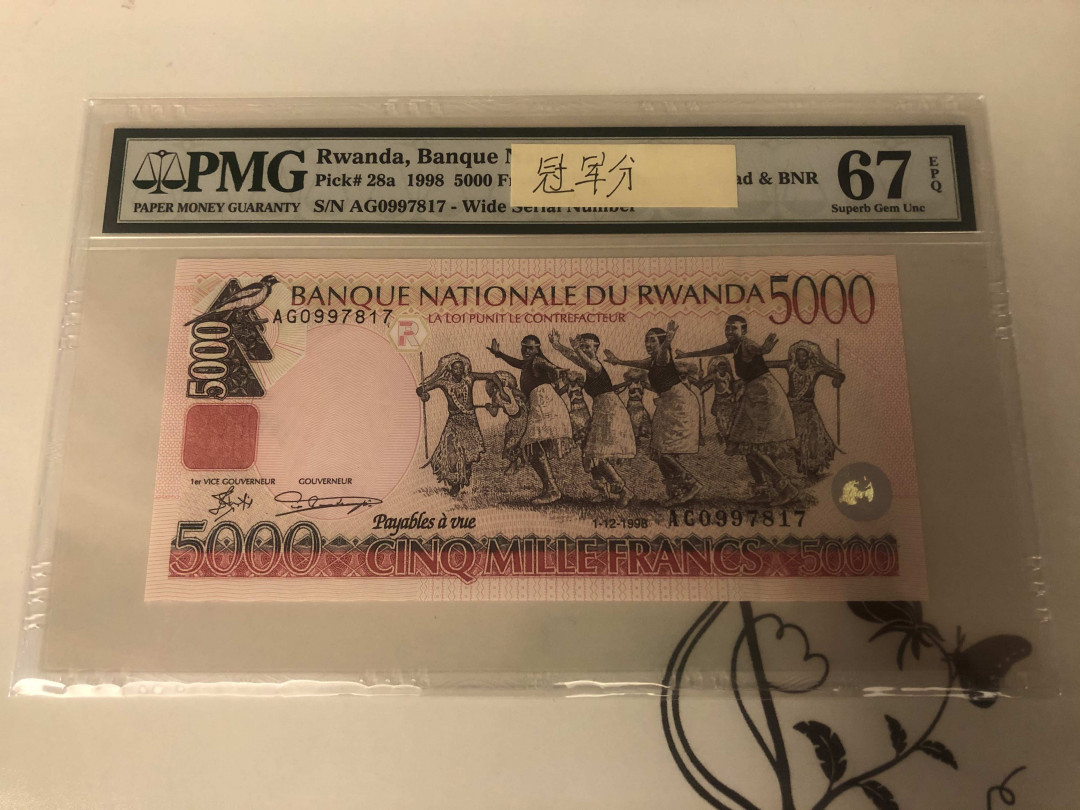 PMG
PAPER MONEY GUARANTY
Rwanda, Banque
Pick# 28a 1998 5000
冠军分
ad & BNR
S/N AG0997817 - Wide Serial Number
67
EPQ
Superb Gem Unc
BANQUE NATIONALE DU RWANDA 5000
AG0997817
LA LOI PUNIT LE CONTREFACTEUR
R
5000
1er VICE GOUVERNEUR GOUVERNEUR
Payables à vue
1-12-1998 AG0997817
5000 CINQ MILLE FRANCS 5000